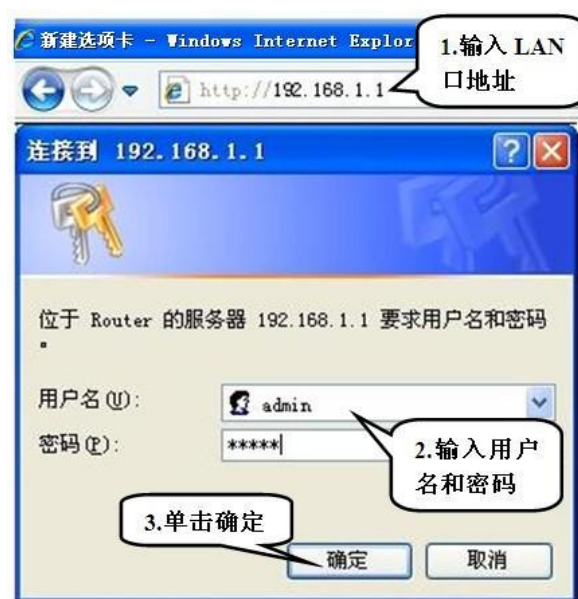 新建选项卡 - Windows Internet Explor
1.输入 LAN
口地址
http://192.168.1.1
连接到 192.168.1.1
位于 Router 的服务器 192.168.1.1 要求用户名和密码
。
用户名(U):
admin
密码(P):
*****
2.输入用户
名和密码
3.单击确定
确定
取消